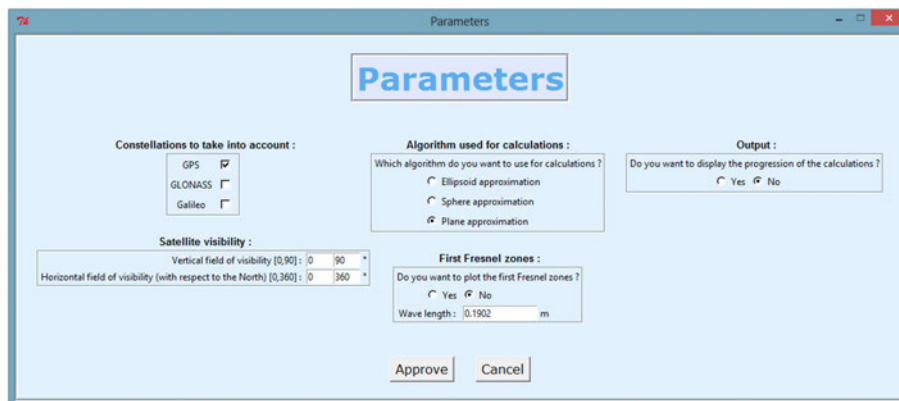 Parameters
Parameters
Constellations to take into account :
GPS
GLONASS
Galileo
Satellite visibility :
Vertical field of visibility [0,90] : 0 90 °
Horizontal field of visibility (with respect to the North) [0,360] : 0 360 °
Algorithm used for calculations :
Which algorithm do you want to use for calculations ?
Ellipsoid approximation
Sphere approximation
Plane approximation
First Fresnel zones :
Do you want to plot the first Fresnel zones ?
Yes No
Wave length : 0.1902 m
Output :
Do you want to display the progression of the calculations ?
Yes No
Approve Cancel